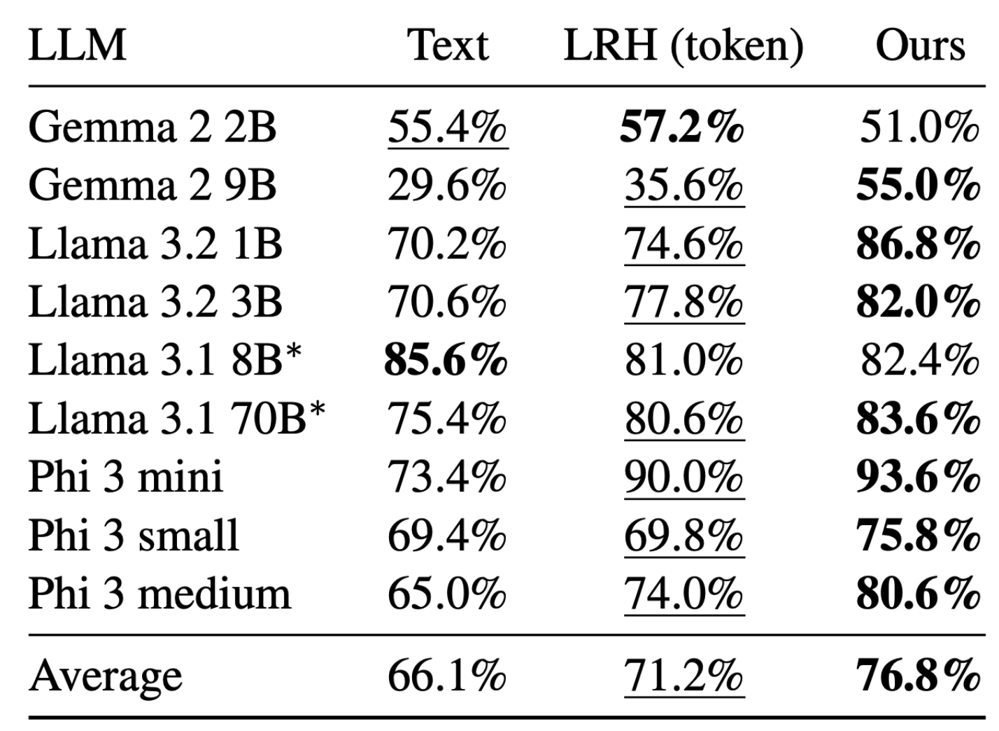 LLM Text LRH (token) Ours
Gemma 2 2B 55.4% 57.2% 51.0%
Gemma 2 9B 29.6% 35.6% 55.0%
Llama 3.2 1B 70.2% 74.6% 86.8%
Llama 3.2 3B 70.6% 77.8% 82.0%
Llama 3.1 8B* 85.6% 81.0% 82.4%
Llama 3.1 70B* 75.4% 80.6% 83.6%
Phi 3 mini 73.4% 90.0% 93.6%
Phi 3 small 69.4% 69.8% 75.8%
Phi 3 medium 65.0% 74.0% 80.6%
Average 66.1% 71.2% 76.8%